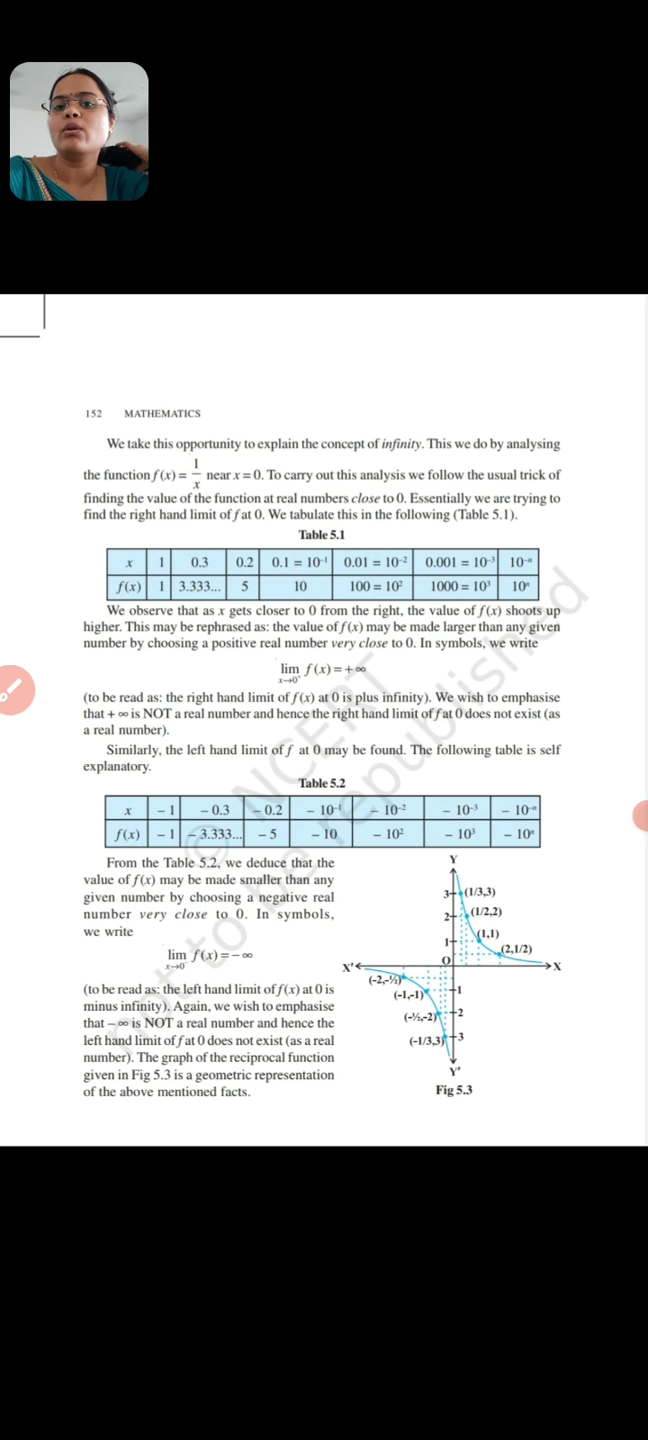 152 MATHEMATICS
We take this opportunity to explain the concept of infinity. This we do by analysing
the function f(x) = 1/x near x = 0. To carry out this analysis we follow the usual trick of
finding the value of the function at real numbers close to 0. Essentially we are trying to
find the right hand limit of f at 0. We tabulate this in the following (Table 5.1).
Table 5.1
x 1 0.3 0.2 0.1 = 10⁻¹ 0.01 = 10⁻² 0.001 = 10⁻³ 10⁻ⁿ
f(x) 1 3.333... 5 10 100 = 10² 1000 = 10³ 10ⁿ
We observe that as x gets closer to 0 from the right, the value of f(x) shoots up
higher. This may be rephrased as: the value of f(x) may be made larger than any given
number by choosing a positive real number very close to 0. In symbols, we write
lim f(x) = + ∞
x→0⁺
(to be read as: the right hand limit of f(x) at 0 is plus infinity). We wish to emphasise
that + ∞ is NOT a real number and hence the right hand limit of f at 0 does not exist (as
a real number).
Similarly, the left hand limit of f at 0 may be found. The following table is self
explanatory.
Table 5.2
x – 1 – 0.3 – 0.2 – 10⁻¹ – 10⁻² – 10⁻³ – 10⁻ⁿ
f(x) – 1 – 3.333... – 5 – 10 – 10² – 10³ – 10ⁿ
From the Table 5.2, we deduce that the
value of f(x) may be made smaller than any
given number by choosing a negative real
number very close to 0. In symbols,
we write
lim f(x) = – ∞
x→0⁻
(to be read as: the left hand limit of f(x) at 0 is
minus infinity). Again, we wish to emphasise
that – ∞ is NOT a real number and hence the
left hand limit of f at 0 does not exist (as a real
number). The graph of the reciprocal function
given in Fig 5.3 is a geometric representation
of the above mentioned facts.
Y
3 (1/3,3)
2 (1/2,2)
1 (1,1)
(2,1/2)
X' O X
(-2,-½)
(-1,-1) 1
(-½,-2) 2
(-1/3,3) 3
Y'
Fig 5.3
© NCERT
not to be republished